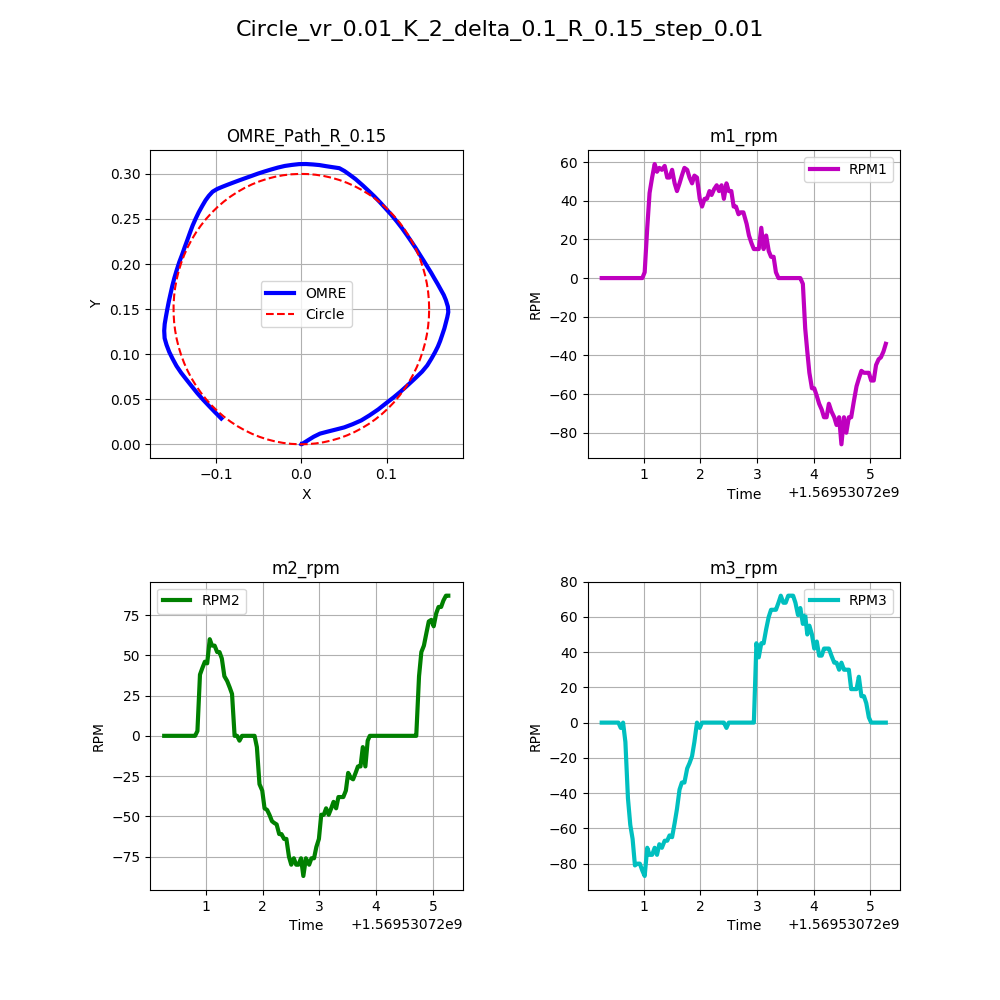 Circle_vr_0.01_K_2_delta_0.1_R_0.15_step_0.01
OMRE_Path_R_0.15
0.30
0.25
0.20
0.15
0.10
0.05
0.00
Y
OMRE
Circle
−0.1
0.0
0.1
X
m1_rpm
60
40
20
0
−20
−40
−60
−80
RPM
RPM1
1
2
3
4
5
Time
+1.56953072e9
m2_rpm
75
50
25
0
−25
−50
−75
RPM
RPM2
1
2
3
4
5
Time
+1.56953072e9
m3_rpm
80
60
40
20
0
−20
−40
−60
−80
RPM
RPM3
1
2
3
4
5
Time
+1.56953072e9